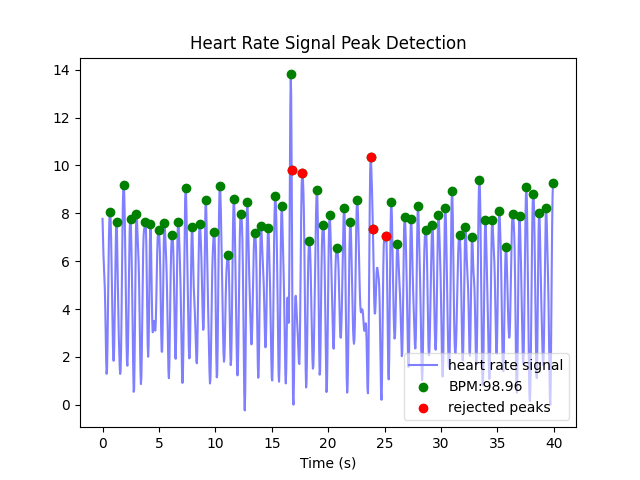 Heart Rate Signal Peak Detection
14
12
10
8
6
4
2
0
heart rate signal
BPM:98.96
rejected peaks
0 5 10 15 20 25 30 35 40
Time (s)